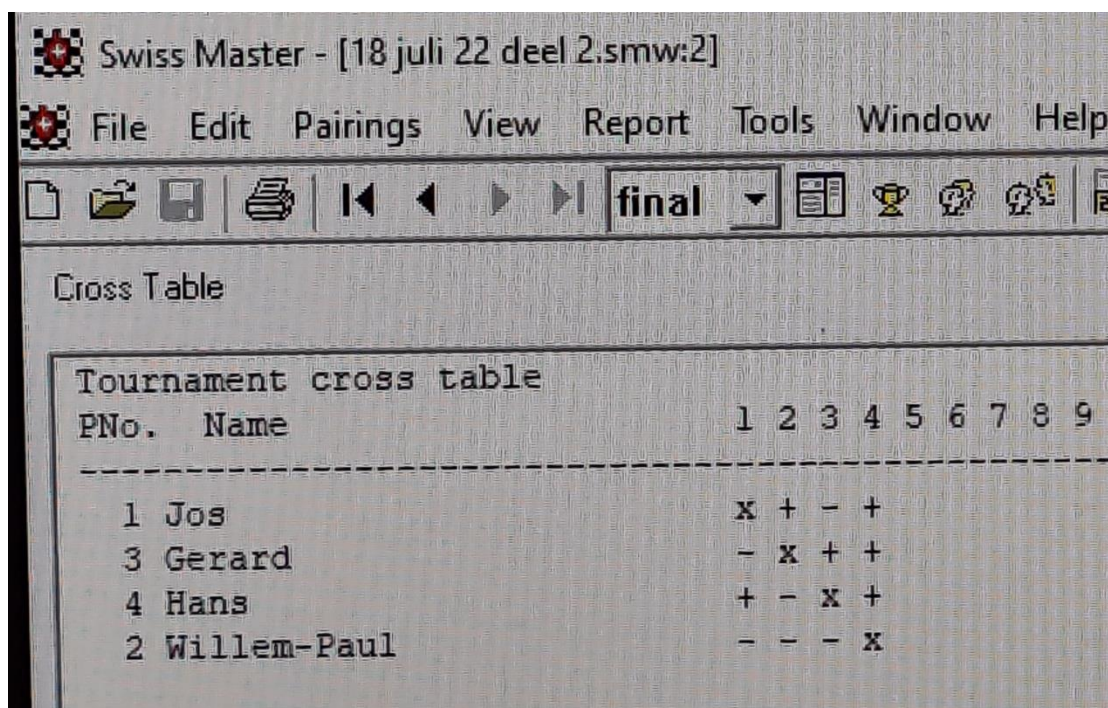 Swiss Master - [18 juli 22 deel 2.smw:2]
File Edit Pairings View Report Tools Window Help
final
Cross Table
Tournament cross table
PNo. Name 1 2 3 4 5 6 7 8 9
--------------------------------------------------
1 Jos x + - +
3 Gerard - x + +
4 Hans + - x +
2 Willem-Paul - - - x